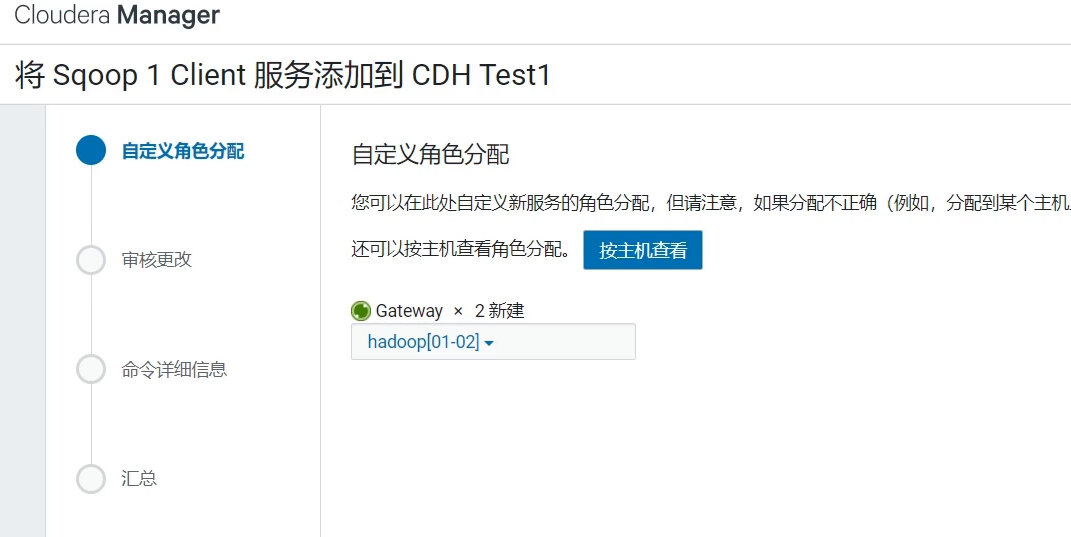 Cloudera Manager
将 Sqoop 1 Client 服务添加到 CDH Test1
自定义角色分配
审核更改
命令详细信息
汇总
自定义角色分配
您可以在此处自定义新服务的角色分配，但请注意，如果分配不正确（例如，分配到某个主机
还可以按主机查看角色分配。 按主机查看
Gateway × 2 新建
hadoop[01-02]